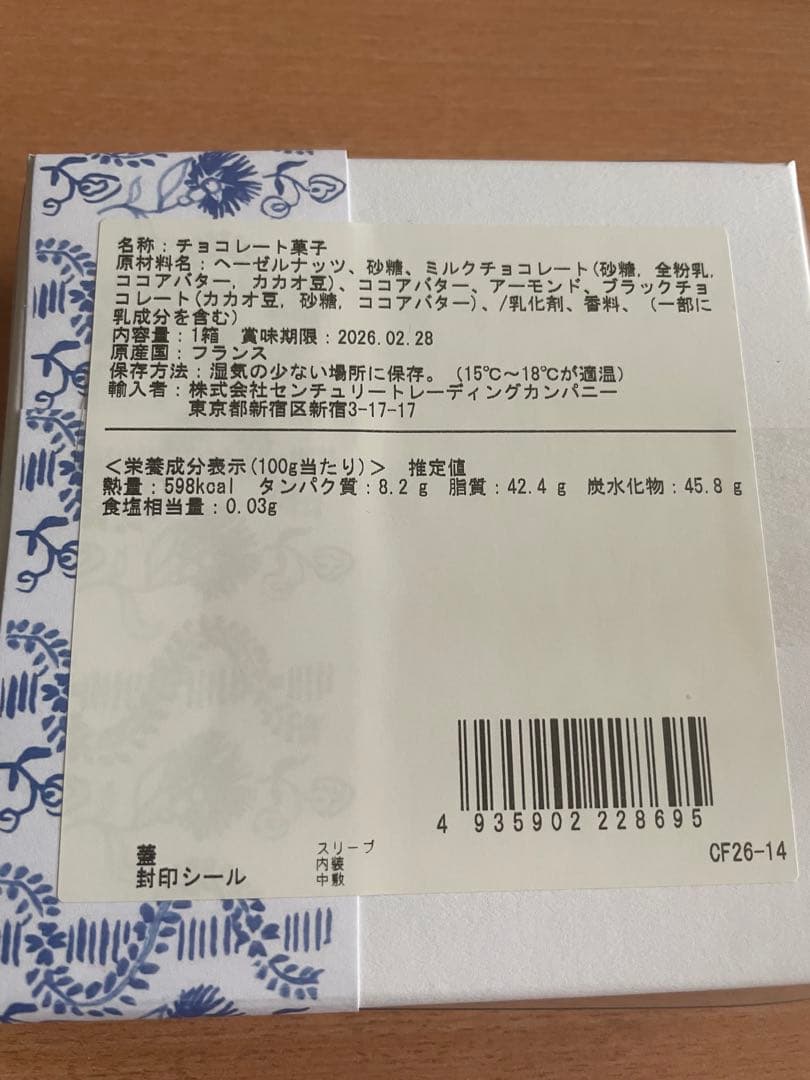 名称：チョコレート菓子
原材料名：ヘーゼルナッツ、砂糖、ミルクチョコレート(砂糖, 全粉乳,
ココアバター, カカオ豆)、ココアバター、アーモンド、ブラックチョ
コレート(カカオ豆, 砂糖, ココアバター)、/乳化剤、香料、（一部に
乳成分を含む）
内容量：1箱　賞味期限：2026.02.28
原産国：フランス
保存方法：湿気の少ない場所に保存。（15℃～18℃が適温）
輸入者：株式会社センチュリートレーディングカンパニー
東京都新宿区新宿3-17-17
＜栄養成分表示(100g当たり)＞　推定値
熱量：598kcal　タンパク質：8.2 g　脂質：42.4 g　炭水化物：45.8 g
食塩相当量：0.03g
4 935902 228695
CF26-14
蓋
封印シール
スリーブ
内装
中敷